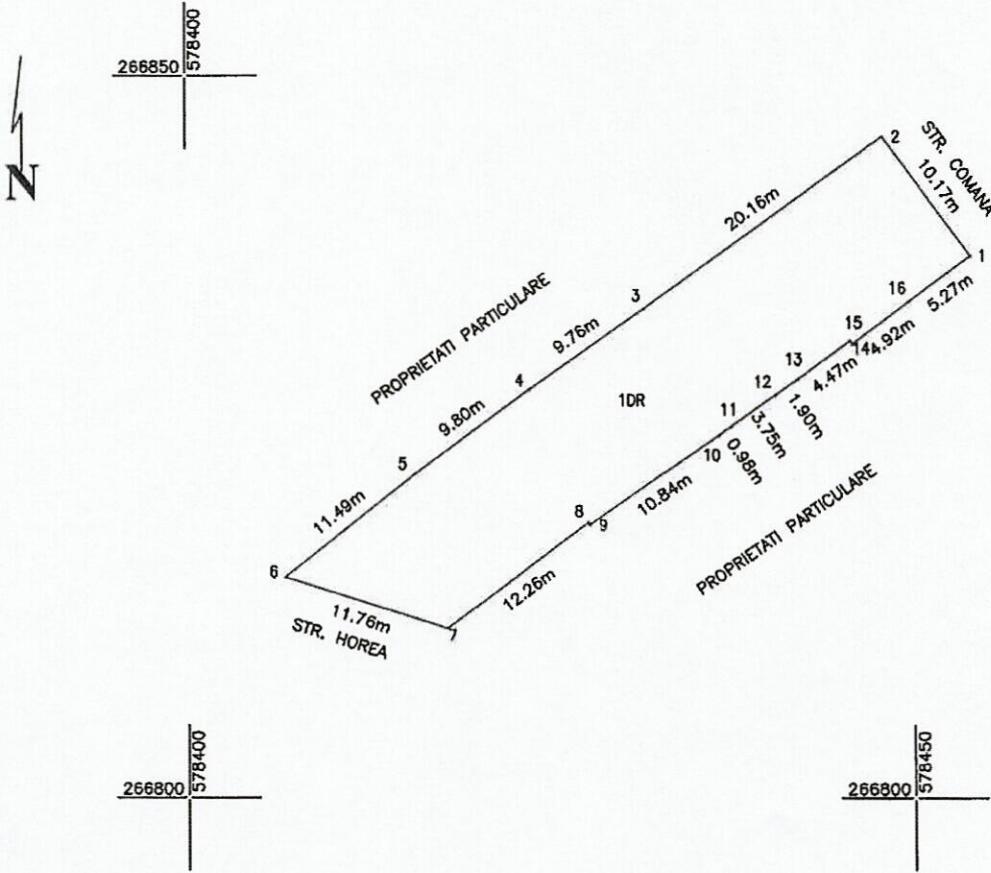 578400
266850
N
2
STR. COMANA
10.17m
20.16m
1
16
5.27m
3
PROPRIETATI PARTICULARE
9.76m
15
14
4.92m
13
4.47m
4
12
1DR
1.90m
11
3.75m
9.80m
10
0.98m
5
10.84m
PROPRIETATI PARTICULARE
11.49m
8
9
6
12.26m
11.76m
7
STR. HOREA
578400
266800
578450
266800